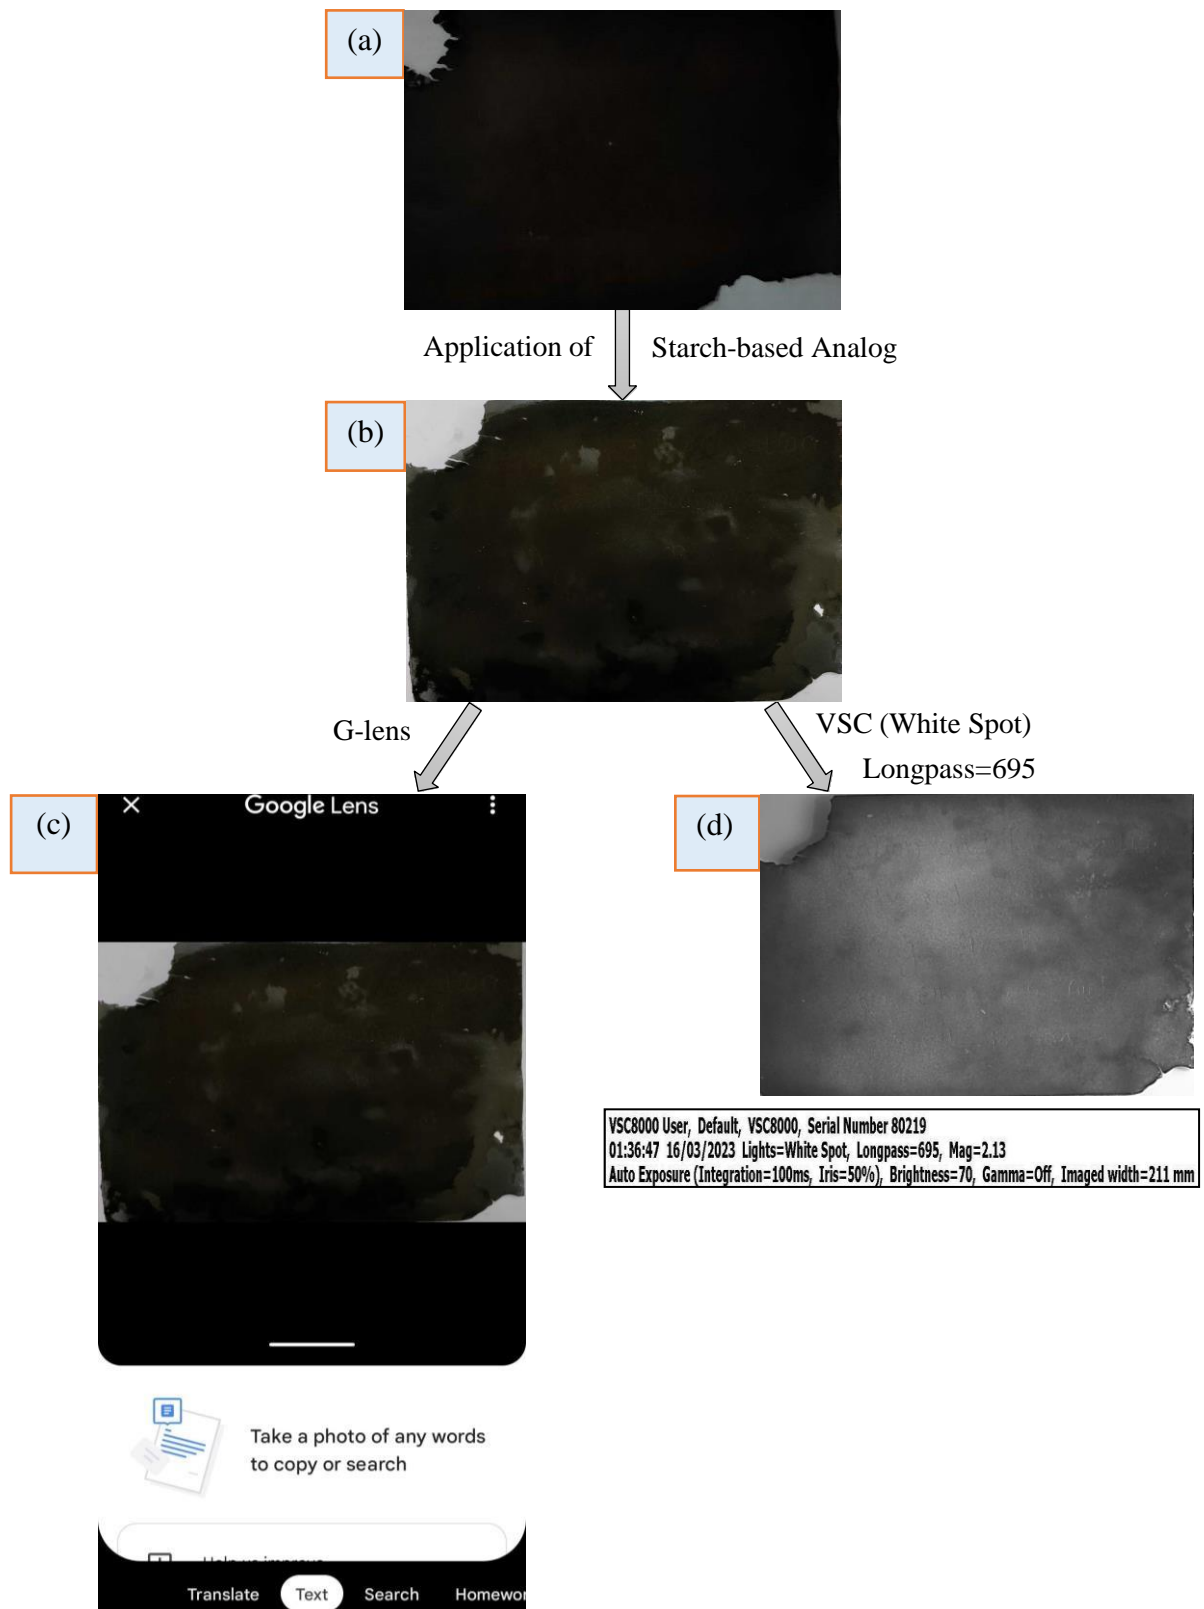 (a)
Application of Starch-based Analog
(b)
G-lens
VSC (White Spot)
Longpass=695
(c)
Google Lens
(d)
VSC8000 User, Default, VSC8000, Serial Number 80219
01:36:47 16/03/2023 Lights=White Spot, Longpass=695, Mag=2.13
Auto Exposure (Integration=100ms, Iris=50%), Brightness=70, Gamma=Off, Imaged width=211 mm
Take a photo of any words
to copy or search
Translate Text Search Homewor